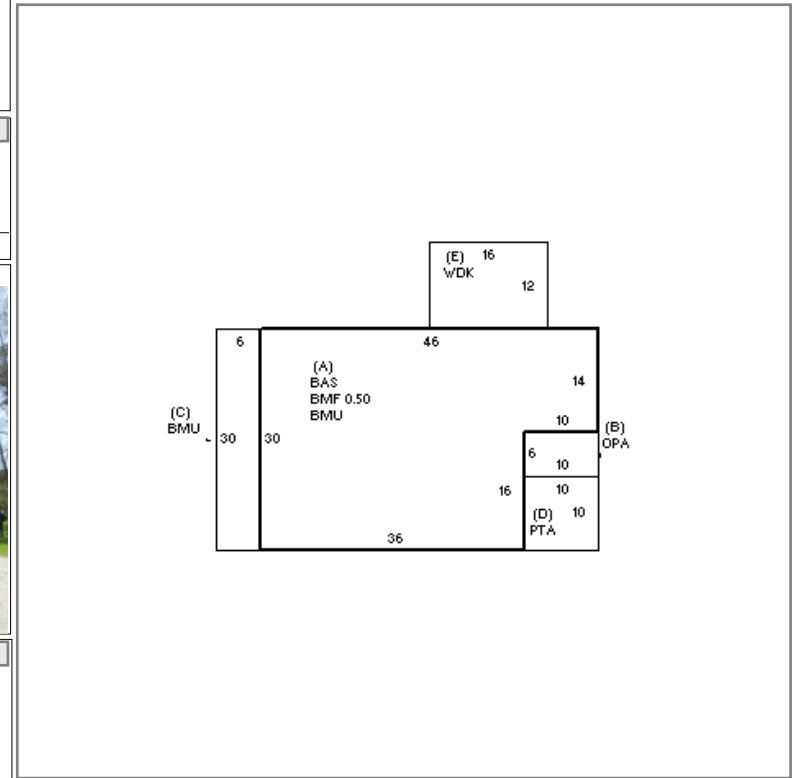 (E) 16
WDK
12
6
46
(A)
BAS
BMF 0.50
BMU
14
(C)
BMU
30
30
10
(B)
OPA
6
10
16
10
(D)
PTA
10
36